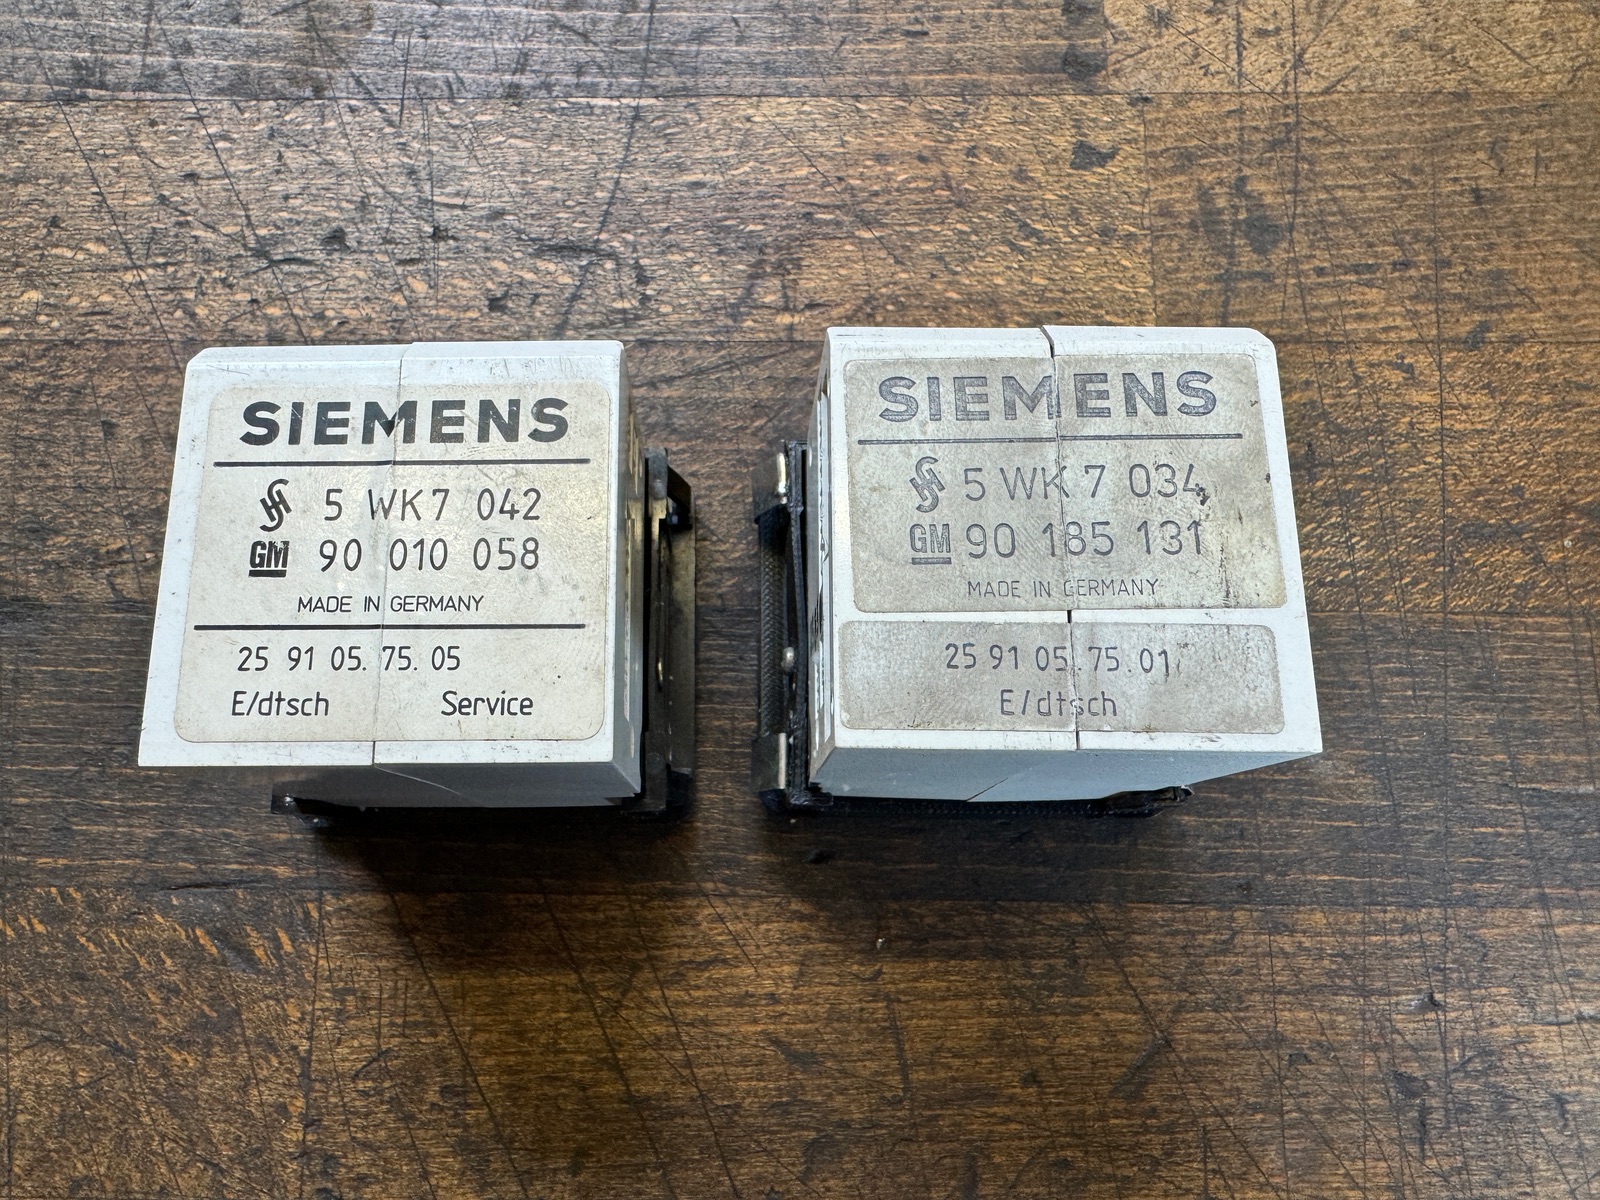 SIEMENS
5 WK7 042
GM 90 010 058
MADE IN GERMANY
25 91 05. 75. 05
E/dtsch Service
SIEMENS
5 WK 7 034
GM 90 185 131
MADE IN GERMANY
25 91 05.75.01
E/dtsch